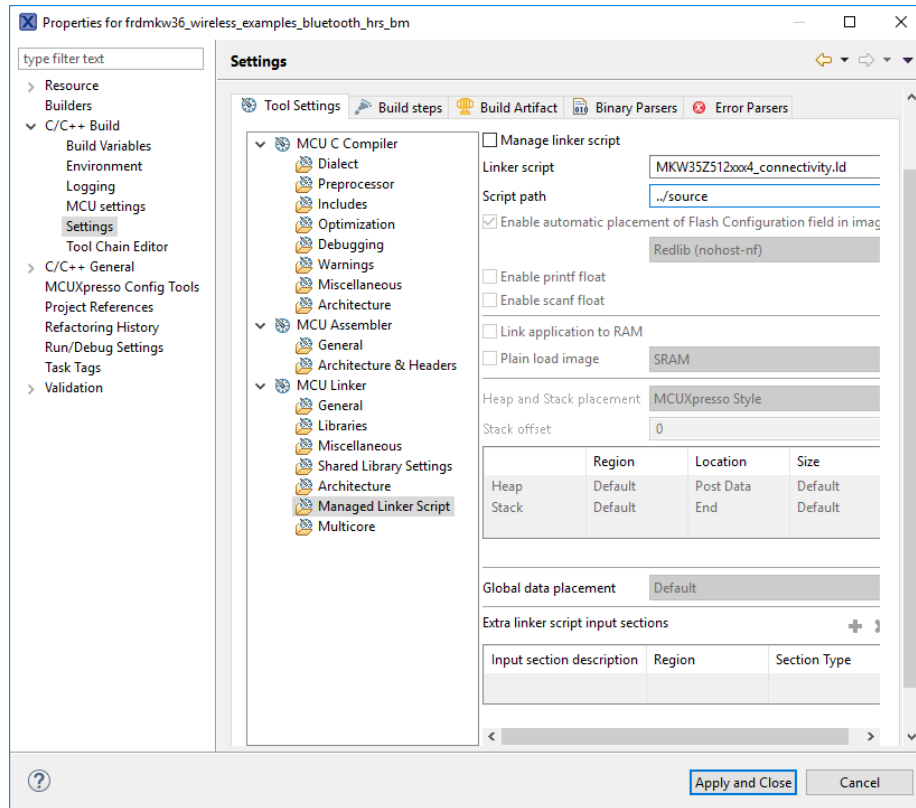 Properties for frdmkw36_wireless_examples_bluetooth_hrs_bm
type filter text
Resource
Builders
C/C++ Build
Build Variables
Environment
Logging
MCU settings
Settings
Tool Chain Editor
C/C++ General
MCUXpresso Config Tools
Project References
Refactoring History
Run/Debug Settings
Task Tags
Validation
Settings
Tool Settings
Build steps
Build Artifact
Binary Parsers
Error Parsers
MCU C Compiler
Dialect
Preprocessor
Includes
Optimization
Debugging
Warnings
Miscellaneous
Architecture
MCU Assembler
General
Architecture & Headers
MCU Linker
General
Libraries
Miscellaneous
Shared Library Settings
Architecture
Managed Linker Script
Multicore
Manage linker script
Linker script MKW35Z512xxx4_connectivity.ld
Script path ../source
Enable automatic placement of Flash Configuration field in imag
Redlib (nohost-nf)
Enable printf float
Enable scanf float
Link application to RAM
Plain load image SRAM
Heap and Stack placement MCUXpresso Style
Stack offset 0
Region Location Size
Heap Default Post Data Default
Stack Default End Default
Global data placement Default
Extra linker script input sections
Input section description Region Section Type
Apply and Close Cancel